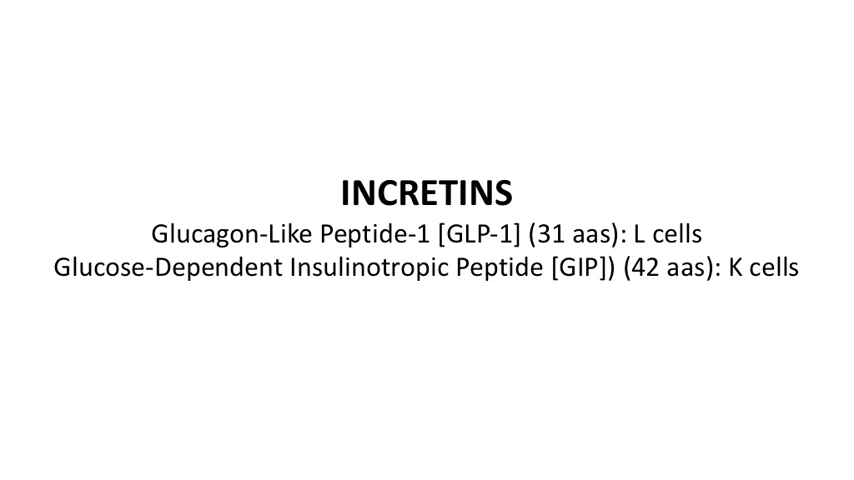 INCRETINS
Glucagon-Like Peptide-1 [GLP-1] (31 aas): L cells
Glucose-Dependent Insulinotropic Peptide [GIP]) (42 aas): K cells